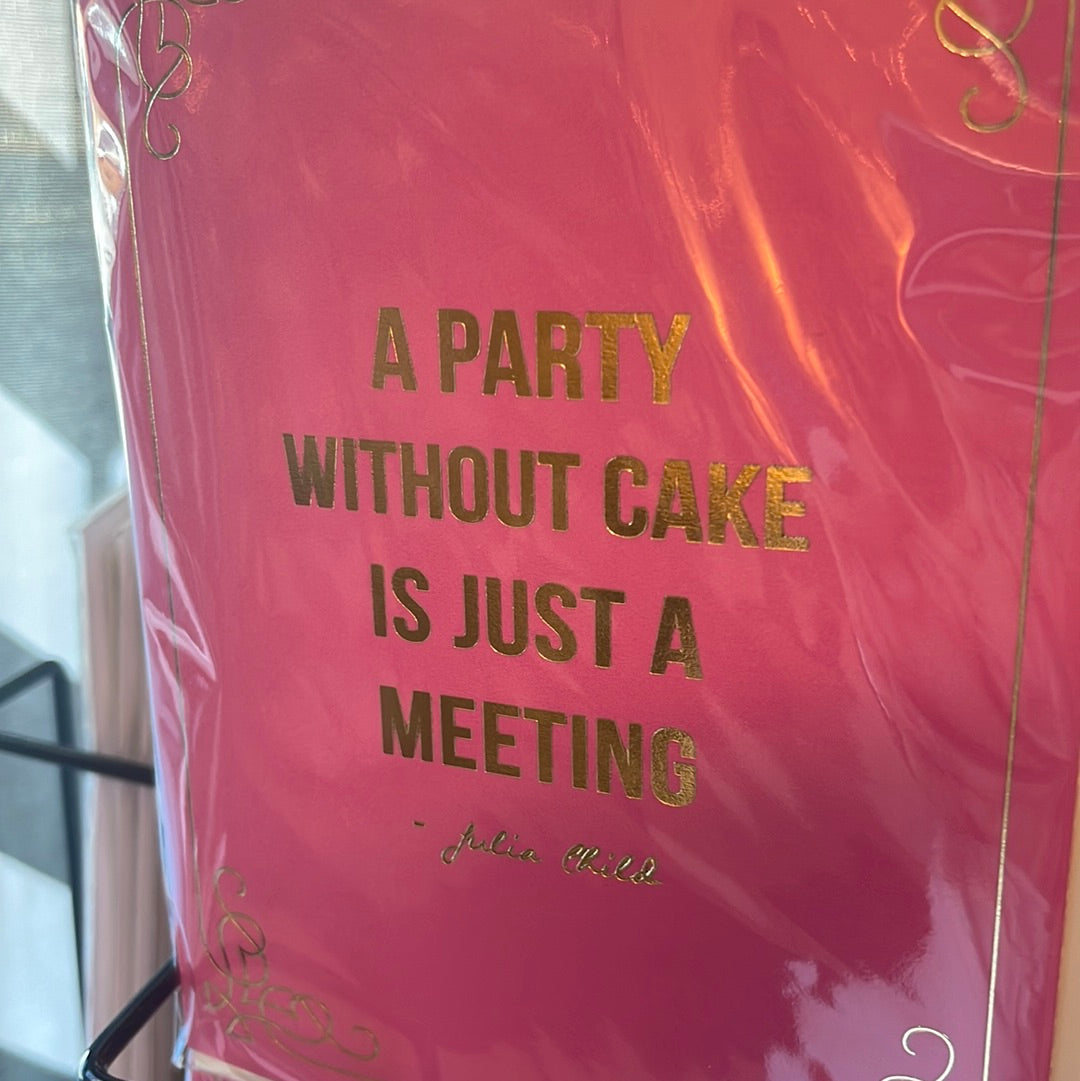 A PARTY
WITHOUT CAKE
IS JUST A
MEETING
- Julia Child